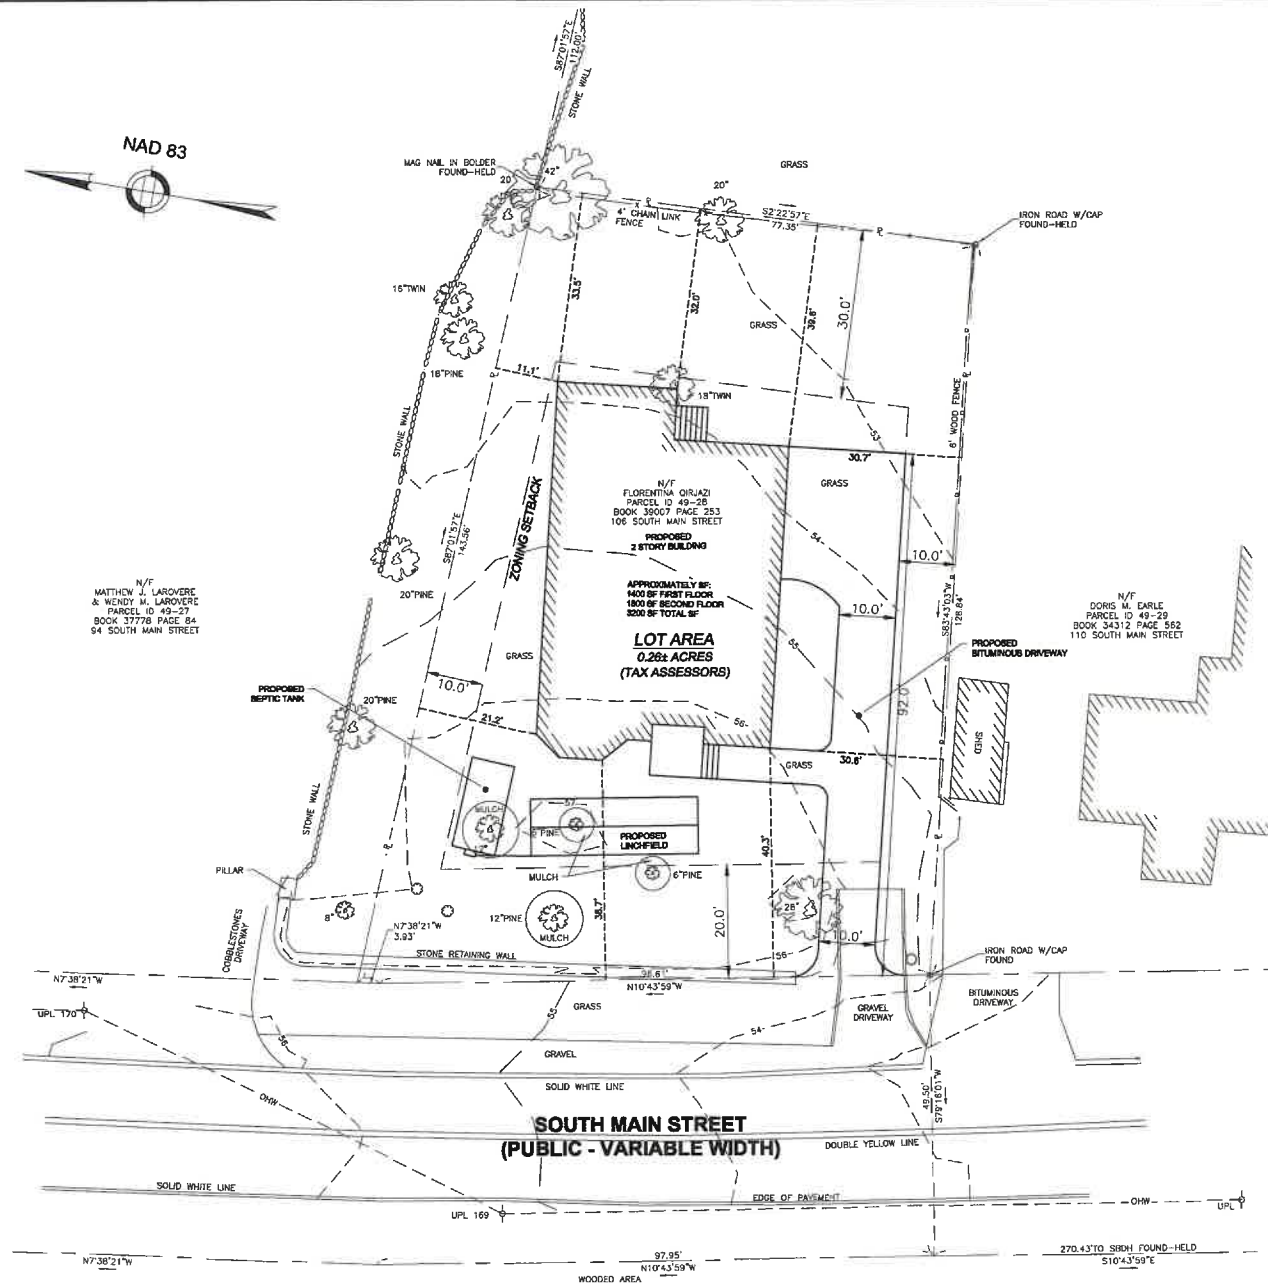 S87°01'57"E
112.00'
STONE WALL
NAD 83
MAG NAIL IN BOLDER
FOUND-HELD
20"
42"
GRASS
20"
4' CHAIN LINK
FENCE
S2°22'57"E
77.35'
IRON ROAD W/CAP
FOUND-HELD
16"TWIN
33.5'
32.0'
39.6'
30.0'
GRASS
18"PINE
11.1'
18"TWIN
6' WOOD FENCE
STONE WALL
53
30.7'
ZONING SETBACK
N/F
FLORENTINA QIRJAZI
PARCEL ID 49-28
BOOK 39007 PAGE 253
106 SOUTH MAIN STREET
GRASS
PROPOSED
2 STORY BUILDING
54
S87°01'57"E
143.56'
10.0'
APPROXIMATELY SF:
1400 SF FIRST FLOOR
1800 SF SECOND FLOOR
3200 SF TOTAL SF
N/F
MATTHEW J. LAROVERE
& WENDY M. LAROVERE
PARCEL ID 49-27
BOOK 37778 PAGE 84
94 SOUTH MAIN STREET
20"PINE
10.0'
S83°43'03"W
128.84'
N/F
DORIS M. EARLE
PARCEL ID 49-29
BOOK 34312 PAGE 562
110 SOUTH MAIN STREET
LOT AREA
0.26± ACRES
(TAX ASSESSORS)
55
PROPOSED
BITUMINOUS DRIVEWAY
GRASS
PROPOSED
SEPTIC TANK
10.0'
20"PINE
92.0'
21.2'
56
SHED
GRASS
30.8'
STONE WALL
MULCH
57
PINE
PROPOSED
LINCHFIELD
40.3'
PILLAR
MULCH
6"PINE
8"
12"PINE
MULCH
38.7'
20.0'
28"
COBBLESTONES
DRIVEWAY
N7°38'21"W
3.93'
10.0'
STONE RETAINING WALL
56
IRON ROAD W/CAP
FOUND
N7°38'21"W
98.6'
N10°43'59"W
BITUMINOUS
DRIVEWAY
UPL 170
55
GRASS
GRAVEL
DRIVEWAY
56
54
GRAVEL
SOLID WHITE LINE
OHW
49.50'
S79°16'01"W
SOUTH MAIN STREET
(PUBLIC - VARIABLE WIDTH)
DOUBLE YELLOW LINE
SOLID WHITE LINE
EDGE OF PAVEMENT
OHW
UPL
UPL 169
N7°38'21"W
97.95'
N10°43'59"W
270.43'TO SBDH FOUND-HELD
S10°43'59"E
WOODED AREA